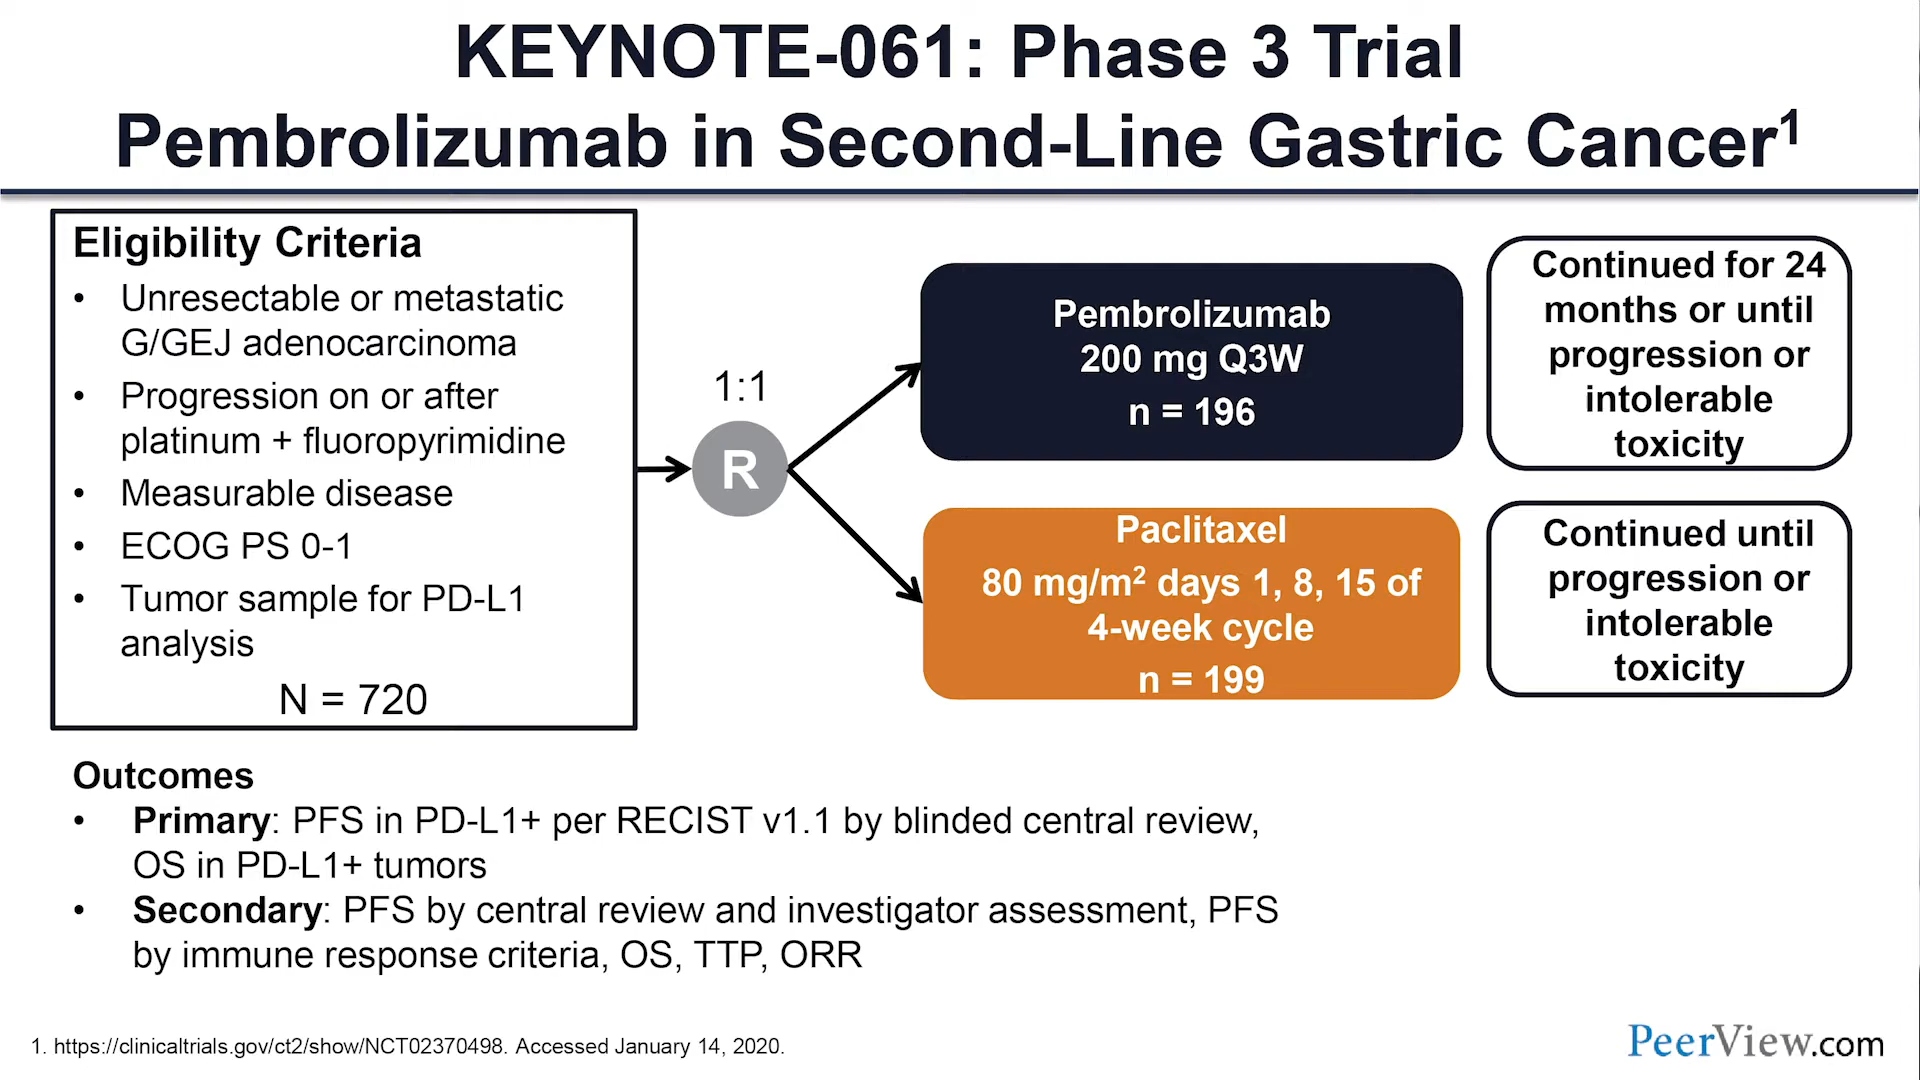 KEYNOTE-061: Phase 3 Trial
Pembrolizumab in Second-Line Gastric Cancer¹
Eligibility Criteria
• Unresectable or metastatic
G/GEJ adenocarcinoma
• Progression on or after
platinum + fluoropyrimidine
• Measurable disease
• ECOG PS 0-1
• Tumor sample for PD-L1
analysis
N = 720
1:1
R
Pembrolizumab
200 mg Q3W
n = 196
Continued for 24
months or until
progression or
intolerable
toxicity
Paclitaxel
80 mg/m² days 1, 8, 15 of
4-week cycle
n = 199
Continued until
progression or
intolerable
toxicity
Outcomes
• Primary: PFS in PD-L1+ per RECIST v1.1 by blinded central review,
OS in PD-L1+ tumors
• Secondary: PFS by central review and investigator assessment, PFS
by immune response criteria, OS, TTP, ORR
1. https://clinicaltrials.gov/ct2/show/NCT02370498. Accessed January 14, 2020.
PeerView.com